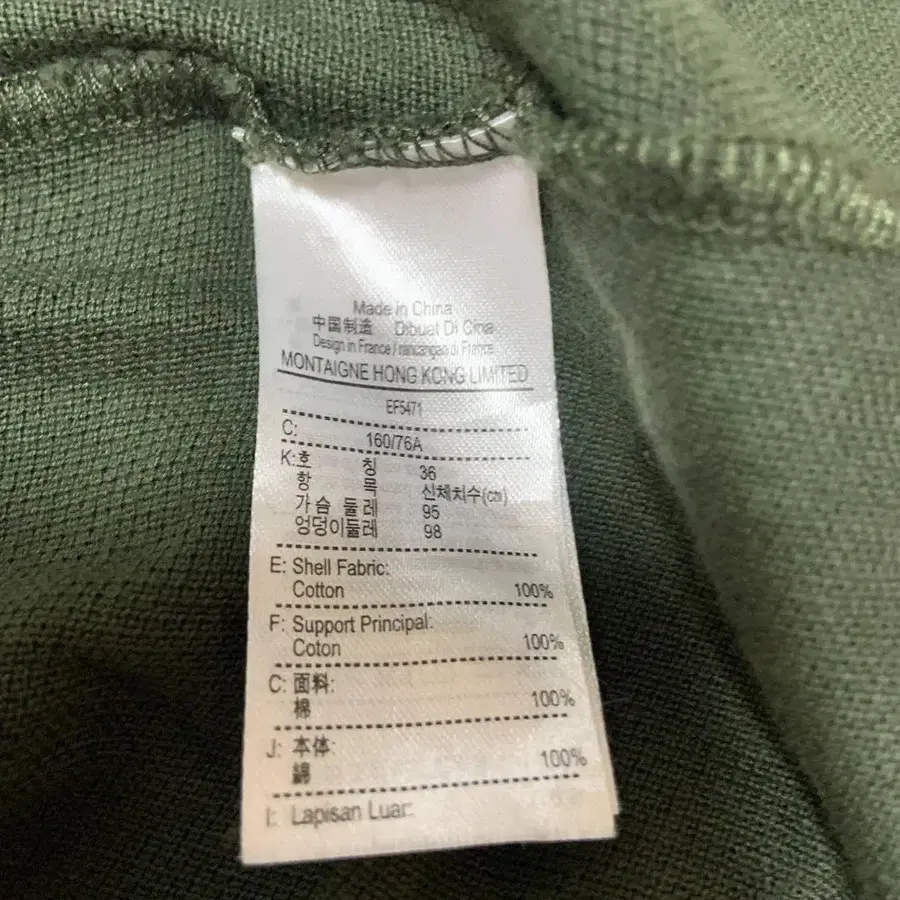 Made in China
中国制造 Dibuat Di Cina
Design in France / rancangan di France
MONTAIGNE HONG KONG LIMITED
EF5471
C: 160/76A
K:호 칭 36
항 목 신체치수(cm)
가슴 둘레 95
엉덩이둘레 98
E: Shell Fabric:
Cotton 100%
F: Support Principal:
Coton 100%
C: 面料:
棉 100%
J: 本体:
綿 100%
I: Lapisan Luar: